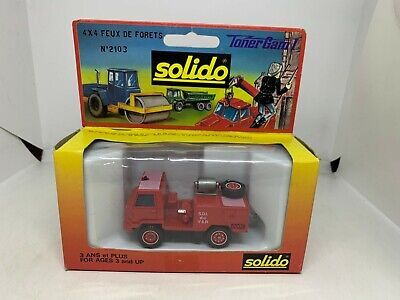 4X4 FEUX DE FORETS
N°2103
Toner Gam I
solido
S.D.I.
VAR
3 ANS et PLUS
FOR AGES 3 and UP
solido